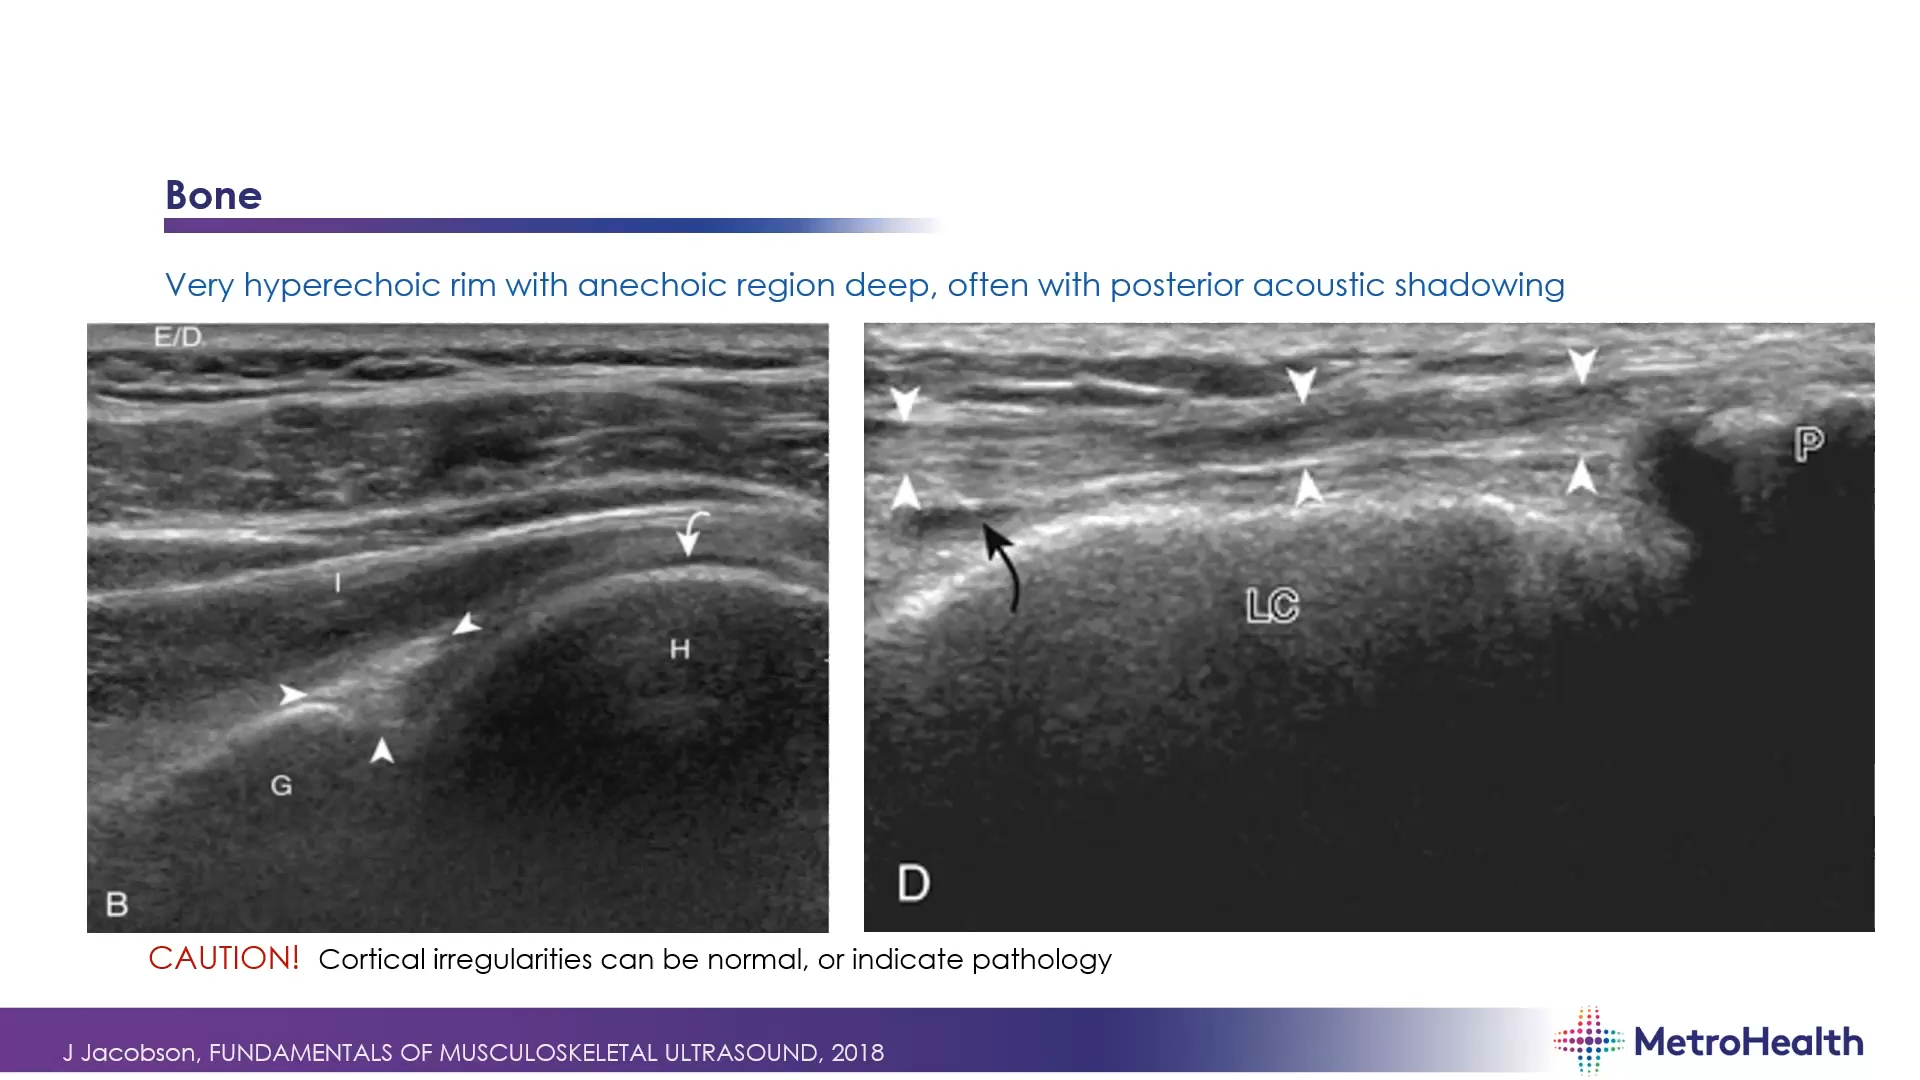 Bone
Very hyperechoic rim with anechoic region deep, often with posterior acoustic shadowing
E/D
I
H
G
B
P
LC
D
CAUTION! Cortical irregularities can be normal, or indicate pathology
J Jacobson, FUNDAMENTALS OF MUSCULOSKELETAL ULTRASOUND, 2018
MetroHealth